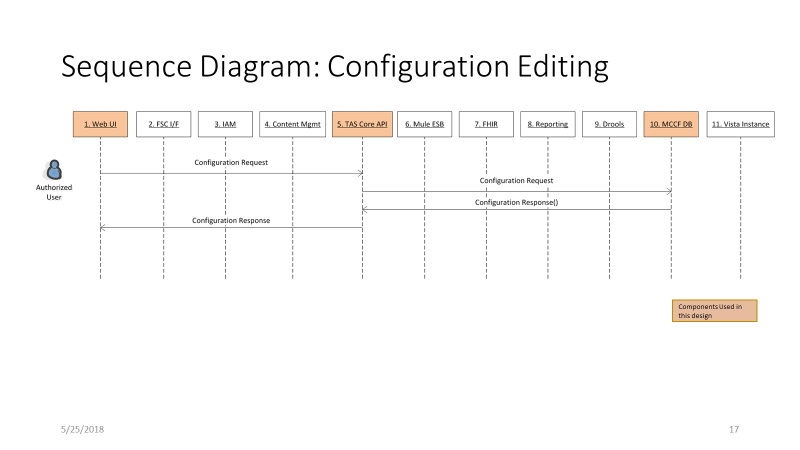 Sequence Diagram: Configuration Editing
1. Web UI
2. FSC I/F
3. IAM
4. Content Mgmt
5. TAS Core API
6. Mule ESB
7. FHIR
8. Reporting
9. Drools
10. MCCF DB
11. Vista Instance
Authorized
User
Configuration Request
Configuration Request
Configuration Response()
Configuration Response
Components Used in
this design
5/25/2018
17